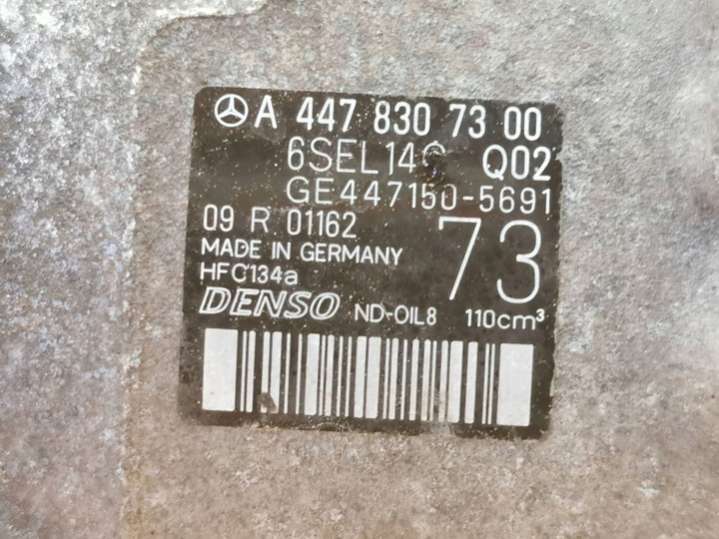 A 447 830 73 00
6SEL14C Q02
GE447150-5691
09 R 01162 73
MADE IN GERMANY
HFC134a
DENSO ND-OIL8 110cm³